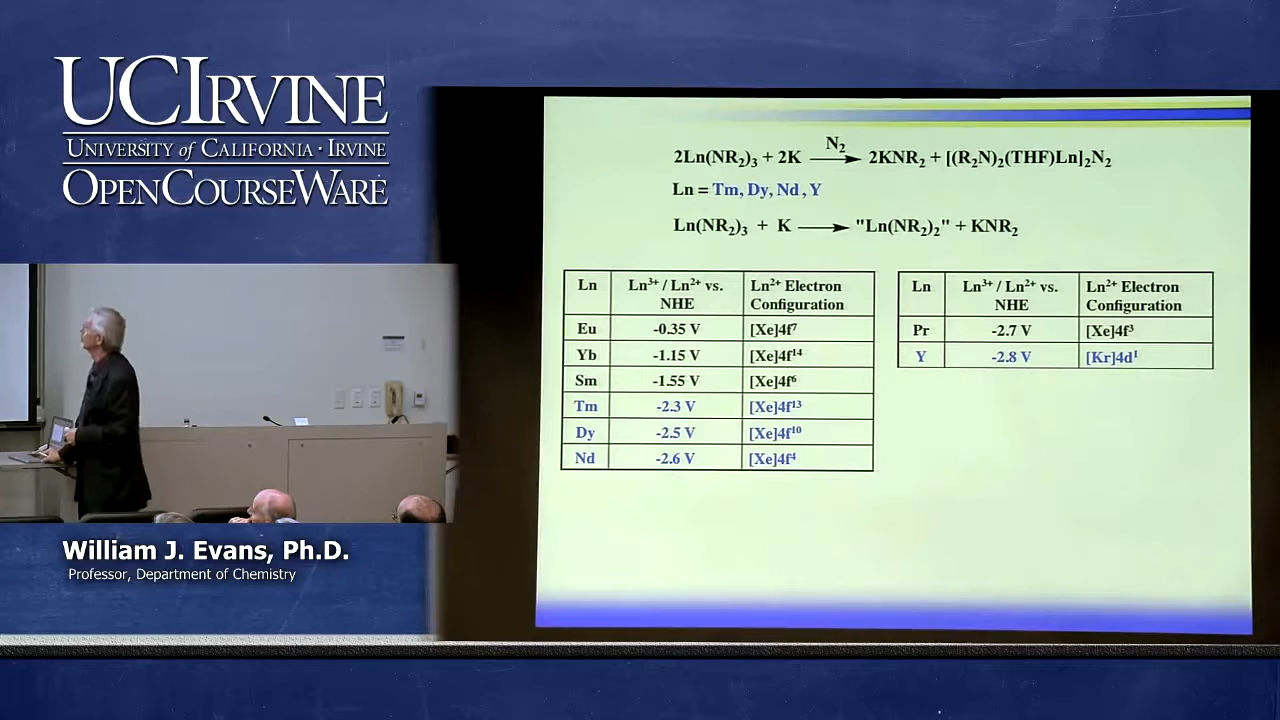 UCIRVINE
UNIVERSITY of CALIFORNIA · IRVINE
OPENCOURSEWARE
2Ln(NR₂)₃ + 2K —N₂→ 2KNR₂ + [(R₂N)₂(THF)Ln]₂N₂
Ln = Tm, Dy, Nd , Y
Ln(NR₂)₃ + K ⟶ "Ln(NR₂)₂" + KNR₂
Ln Ln³⁺ / Ln²⁺ vs. NHE Ln²⁺ Electron Configuration
Eu -0.35 V [Xe]4f⁷
Yb -1.15 V [Xe]4f¹⁴
Sm -1.55 V [Xe]4f⁶
Tm -2.3 V [Xe]4f¹³
Dy -2.5 V [Xe]4f¹⁰
Nd -2.6 V [Xe]4f⁴
Ln Ln³⁺ / Ln²⁺ vs. NHE Ln²⁺ Electron Configuration
Pr -2.7 V [Xe]4f³
Y -2.8 V [Kr]4d¹
William J. Evans, Ph.D.
Professor, Department of Chemistry